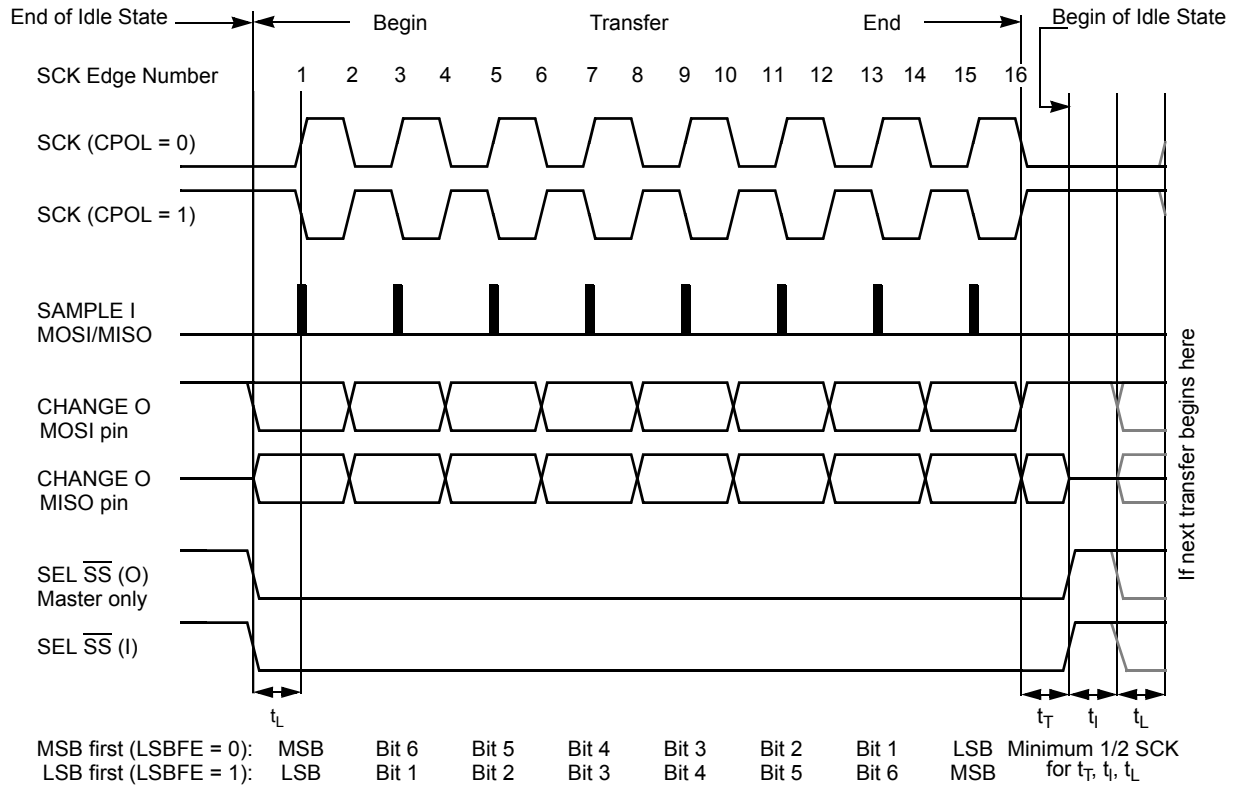 End of Idle State
Begin
Transfer
End
Begin of Idle State
SCK Edge Number
1 2 3 4 5 6 7 8 9 10 11 12 13 14 15 16
SCK (CPOL = 0)
SCK (CPOL = 1)
SAMPLE I
MOSI/MISO
CHANGE O
MOSI pin
CHANGE O
MISO pin
SEL S̅S̅ (O)
Master only
SEL S̅S̅ (I)
If next transfer begins here
tL
tT tI tL
MSB first (LSBFE = 0): MSB Bit 6 Bit 5 Bit 4 Bit 3 Bit 2 Bit 1 LSB Minimum 1/2 SCK
LSB first (LSBFE = 1): LSB Bit 1 Bit 2 Bit 3 Bit 4 Bit 5 Bit 6 MSB for tT, tI, tL